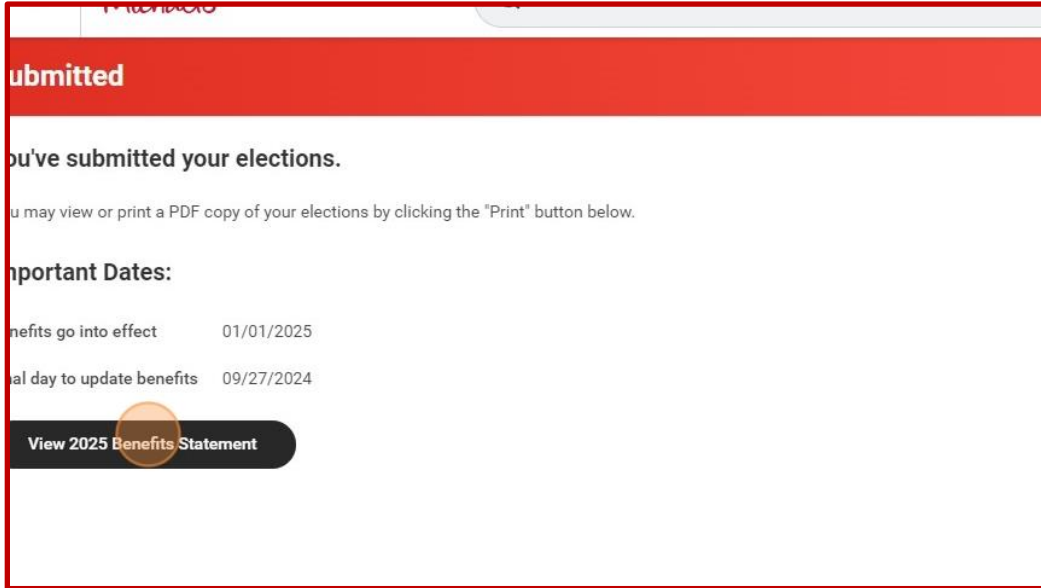 ubmitted
ou've submitted your elections.
u may view or print a PDF copy of your elections by clicking the "Print" button below.
nportant Dates:
nefits go into effect 01/01/2025
nal day to update benefits 09/27/2024
View 2025 Benefits Statement